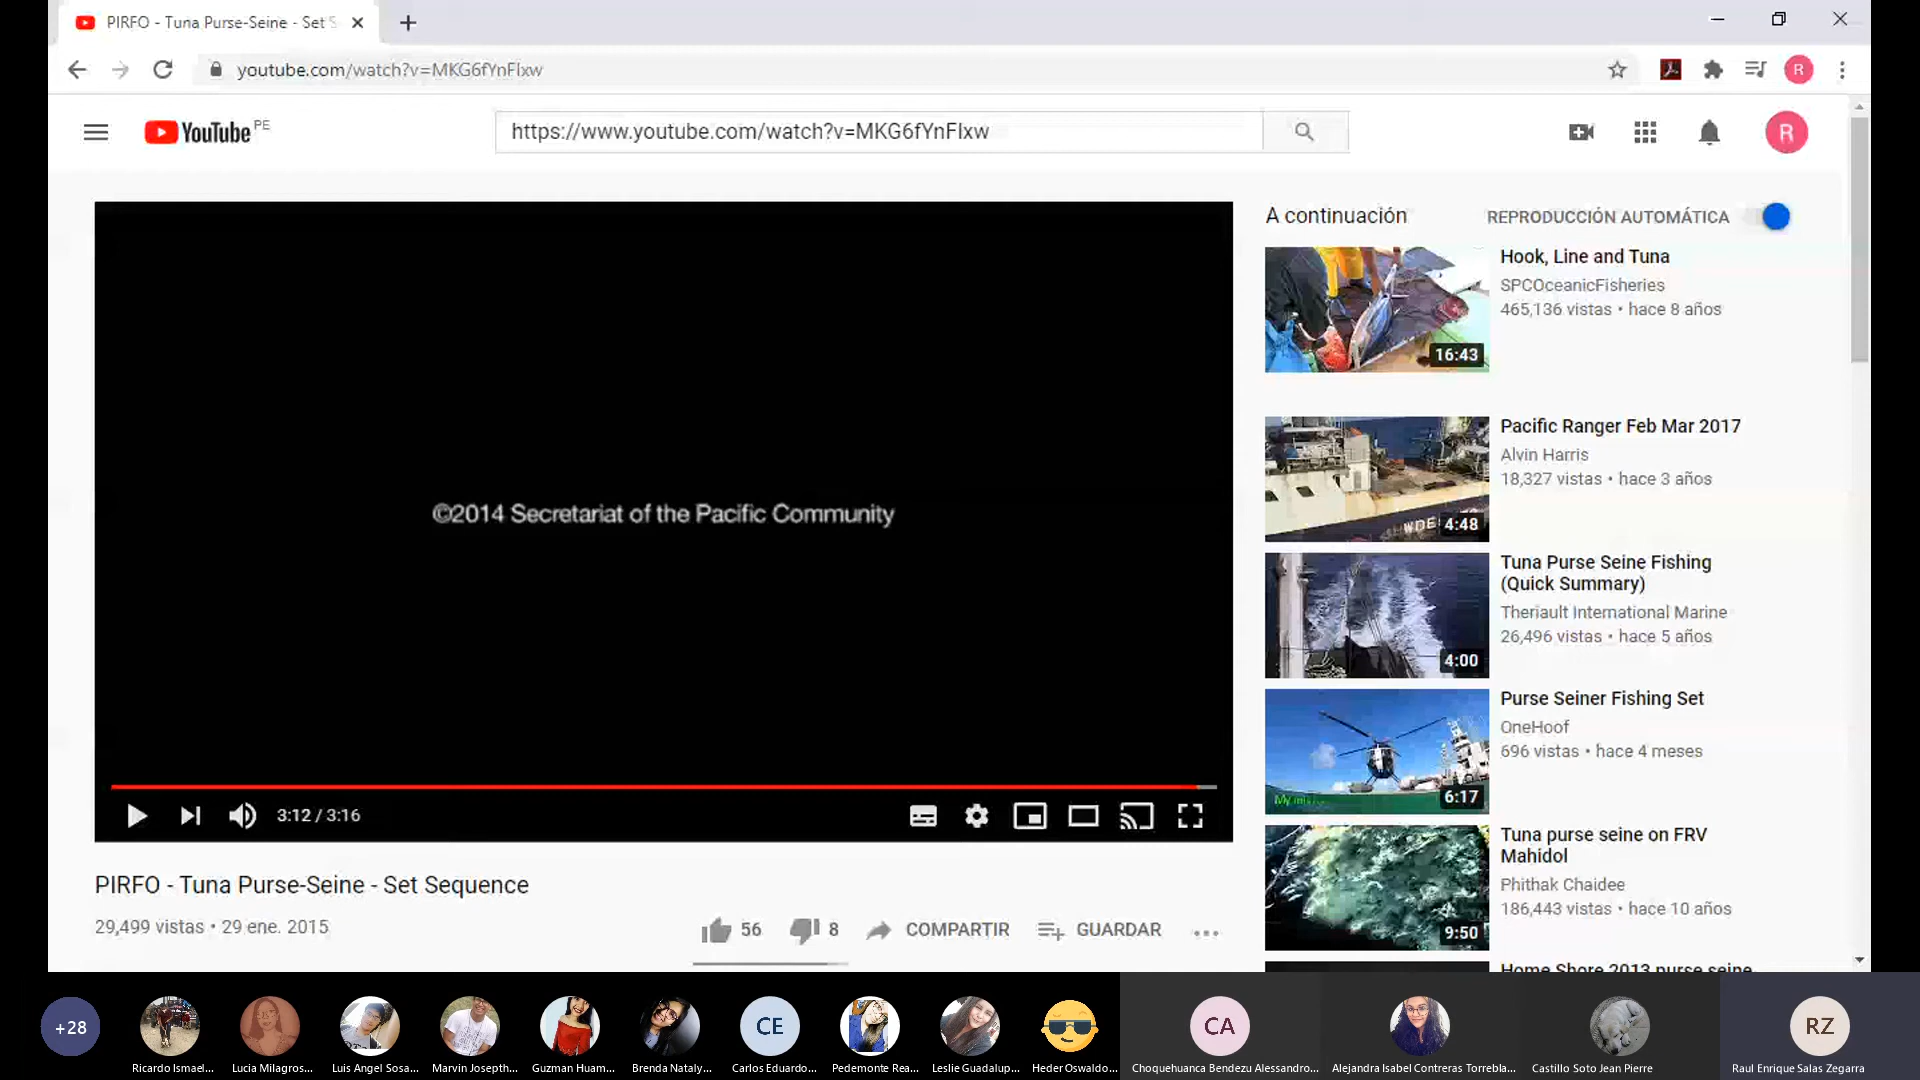 PIRFO - Tuna Purse-Seine - Set S
youtube.com/watch?v=MKG6fYnFIxw
R
YouTube PE
https://www.youtube.com/watch?v=MKG6fYnFIxw
R
©2014 Secretariat of the Pacific Community
3:12 / 3:16
PIRFO - Tuna Purse-Seine - Set Sequence
29,499 vistas • 29 ene. 2015
56
8
COMPARTIR
GUARDAR
A continuación
REPRODUCCIÓN AUTOMÁTICA
Hook, Line and Tuna
SPCOceanicFisheries
465,136 vistas • hace 8 años
16:43
Pacific Ranger Feb Mar 2017
Alvin Harris
18,327 vistas • hace 3 años
4:48
Tuna Purse Seine Fishing
(Quick Summary)
Theriault International Marine
26,496 vistas • hace 5 años
4:00
Purse Seiner Fishing Set
OneHoof
696 vistas • hace 4 meses
6:17
Tuna purse seine on FRV
Mahidol
Phithak Chaidee
186,443 vistas • hace 10 años
9:50
Home Shore 2013 purse seine
+28
Ricardo Ismael...
Lucia Milagros...
Luis Angel Sosa...
Marvin Josepth...
Guzman Huam...
Brenda Nataly...
CE
Carlos Eduardo...
Pedemonte Rea...
Leslie Guadalup...
Heder Oswaldo...
CA
Choquehuanca Bendezu Alessandro...
Alejandra Isabel Contreras Torrebla...
Castillo Soto Jean Pierre
RZ
Raul Enrique Salas Zegarra